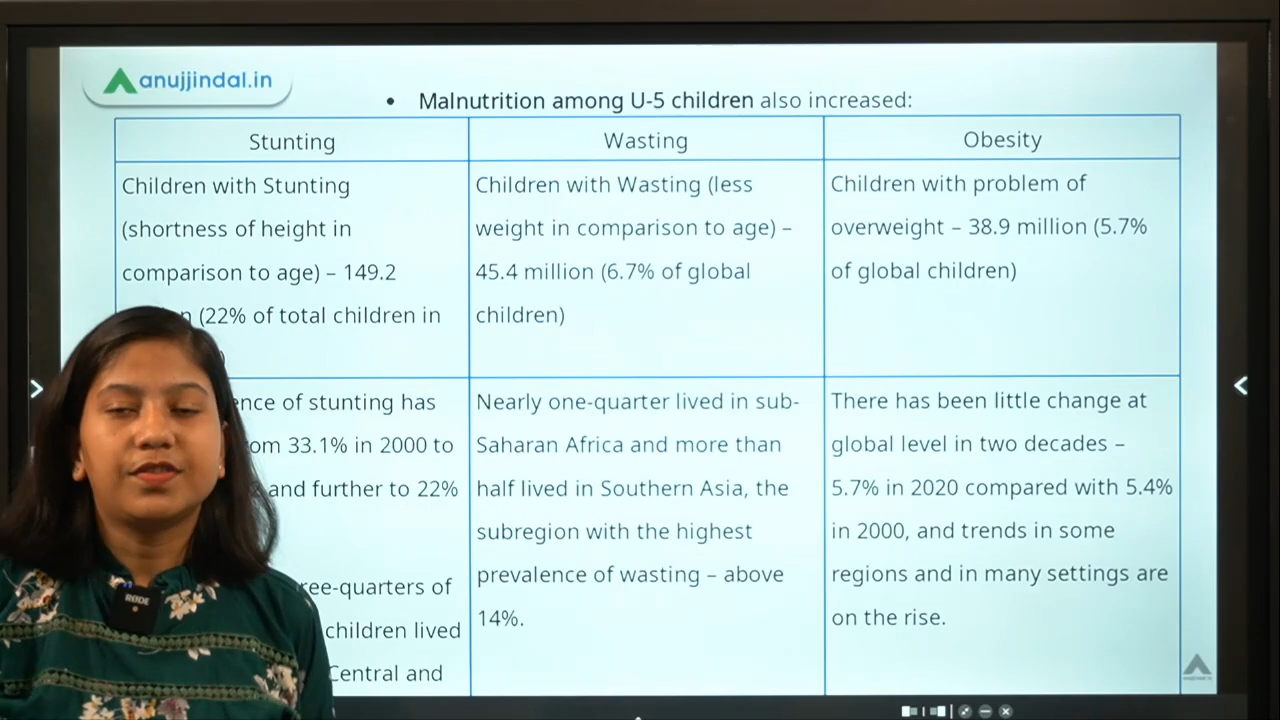 anujjindal.in
• Malnutrition among U-5 children also increased:
Stunting
Children with Stunting
(shortness of height in
comparison to age) – 149.2
(22% of total children in
Wasting
Children with Wasting (less
weight in comparison to age) –
45.4 million (6.7% of global
children)
Obesity
Children with problem of
overweight – 38.9 million (5.7%
of global children)
of stunting has
33.1% in 2000 to
and further to 22%
of
children lived
Central and
Nearly one-quarter lived in sub-
Saharan Africa and more than
half lived in Southern Asia, the
subregion with the highest
prevalence of wasting – above
14%.
There has been little change at
global level in two decades –
5.7% in 2020 compared with 5.4%
in 2000, and trends in some
regions and in many settings are
on the rise.
RØDE